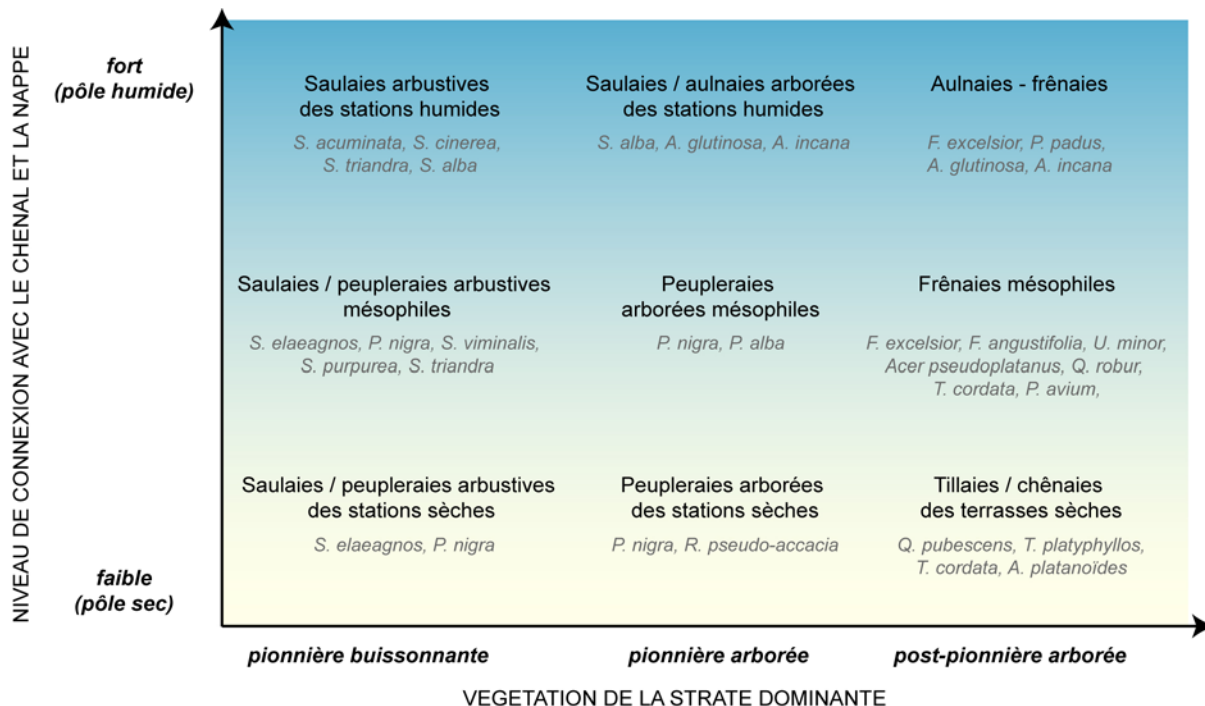 NIVEAU DE CONNEXION AVEC LE CHENAL ET LA NAPPE
fort
(pôle humide)
Saulaies arbustives
des stations humides
S. acuminata, S. cinerea,
S. triandra, S. alba
Saulaies / aulnaies arborées
des stations humides
S. alba, A. glutinosa, A. incana
Aulnaies - frênaies
F. excelsior, P. padus,
A. glutinosa, A. incana
Saulaies / peupleraies arbustives
mésophiles
S. elaeagnos, P. nigra, S. viminalis,
S. purpurea, S. triandra
Peupleraies
arborées mésophiles
P. nigra, P. alba
Frênaies mésophiles
F. excelsior, F. angustifolia, U. minor,
Acer pseudoplatanus, Q. robur,
T. cordata, P. avium,
Saulaies / peupleraies arbustives
des stations sèches
S. elaeagnos, P. nigra
Peupleraies arborées
des stations sèches
P. nigra, R. pseudo-accacia
Tillaies / chênaies
des terrasses sèches
Q. pubescens, T. platyphyllos,
T. cordata, A. platanoïdes
faible
(pôle sec)
pionnière buissonnante
pionnière arborée
post-pionnière arborée
VEGETATION DE LA STRATE DOMINANTE